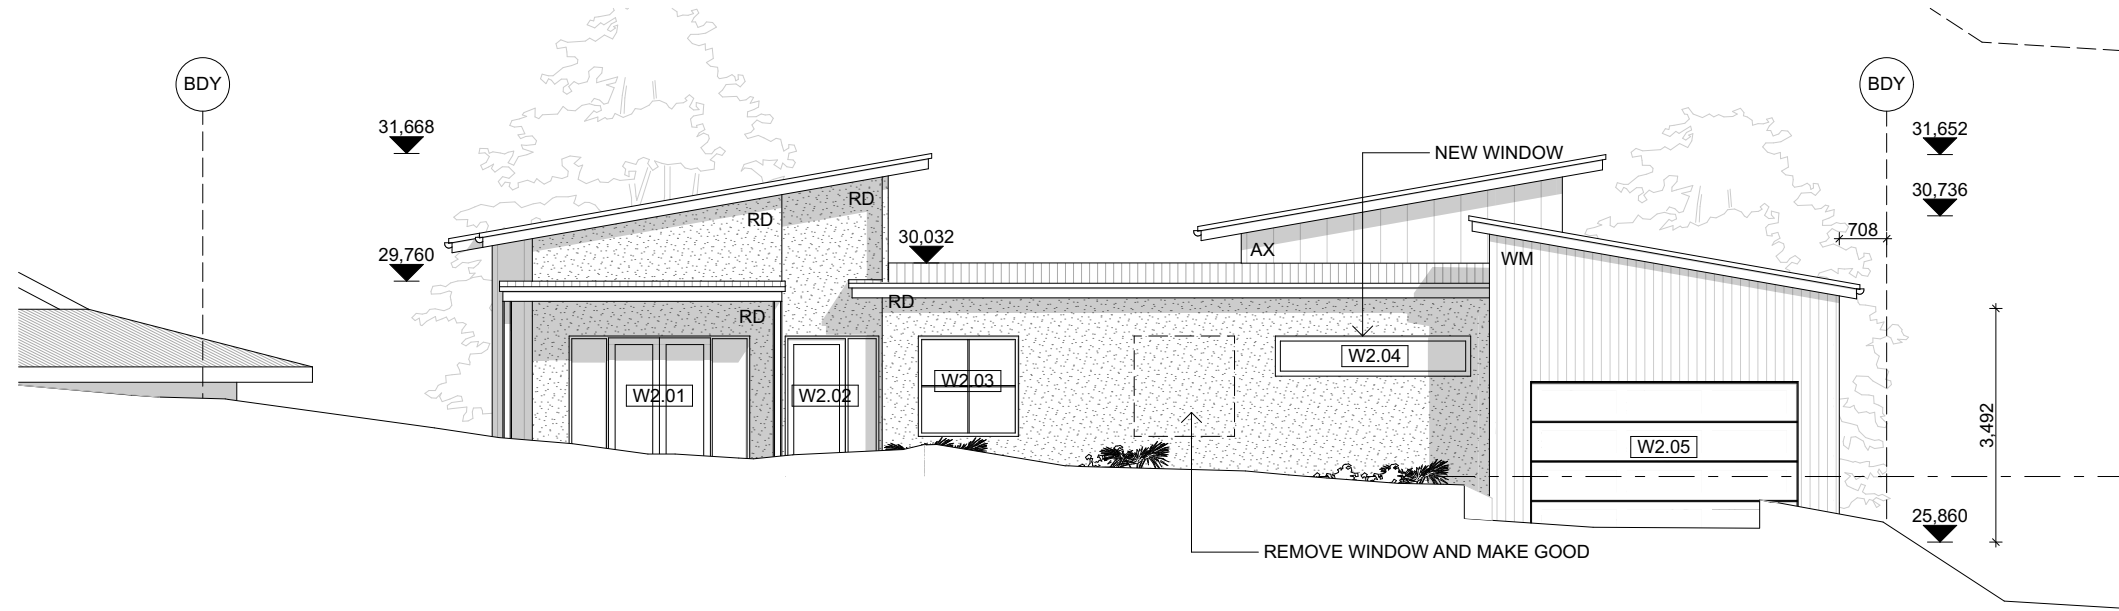 BDY
BDY
31,668
31,652
NEW WINDOW
30,736
RD
RD
708
30,032
29,760
AX
WM
RD
RD
W2.04
W2.03
W2.01
W2.02
3,492
W2.05
25,860
REMOVE WINDOW AND MAKE GOOD